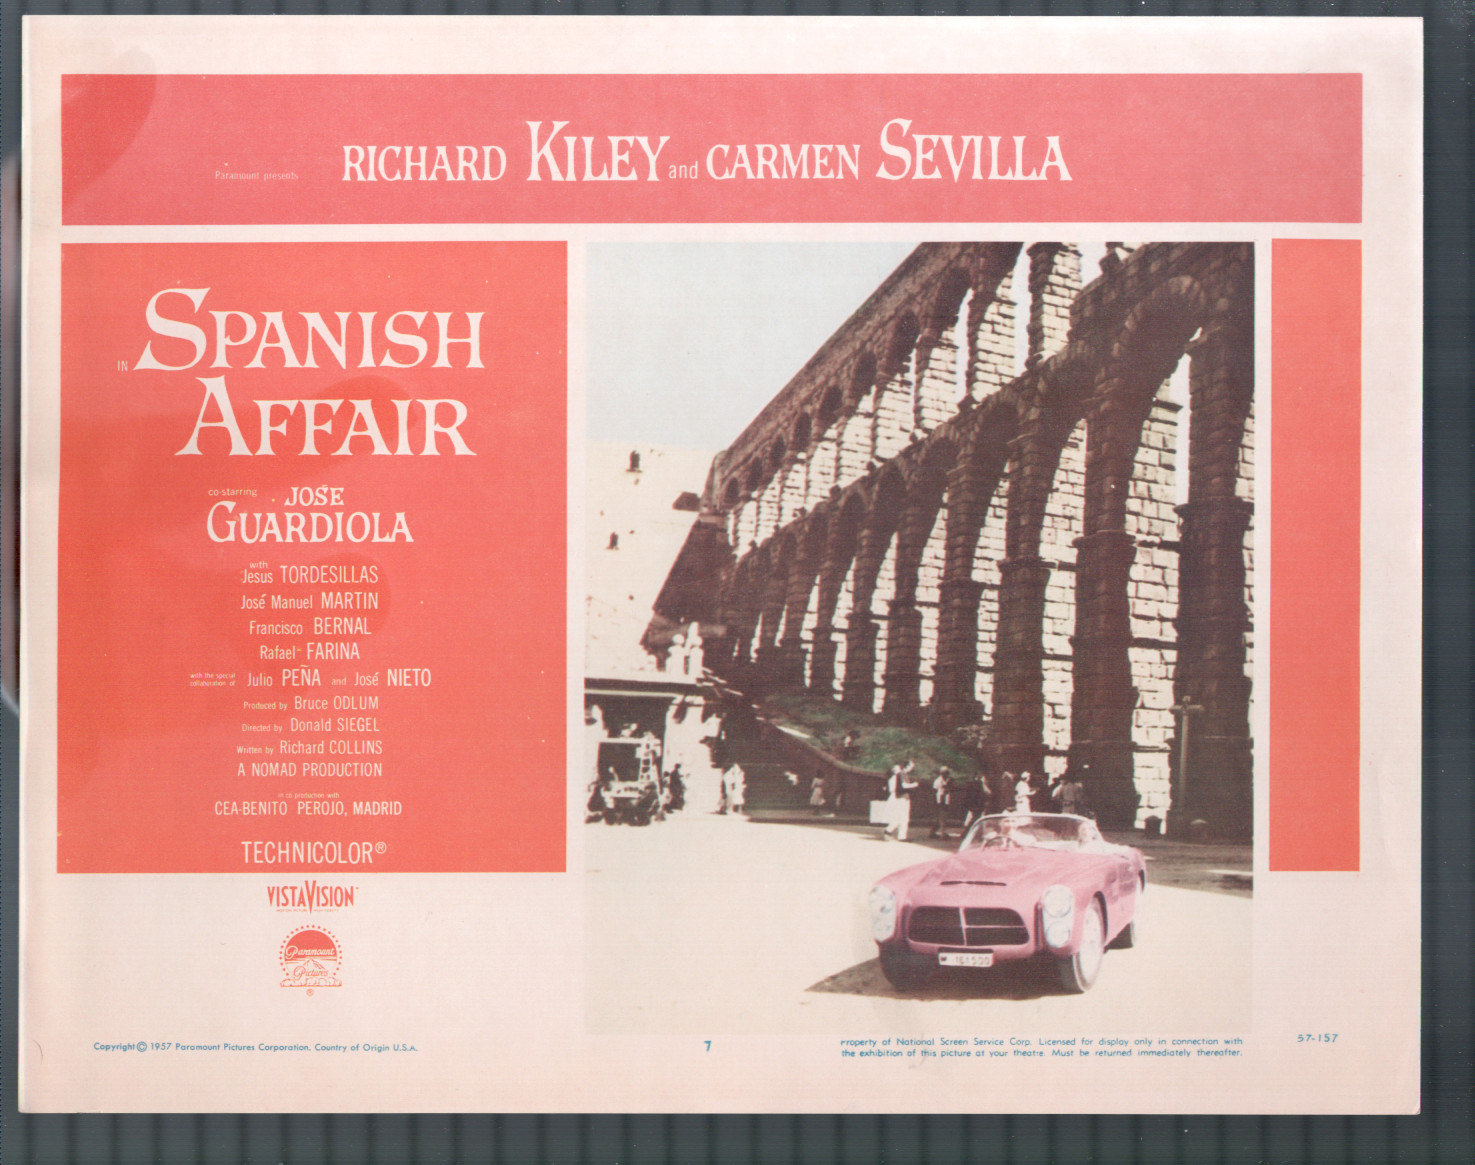 Paramount presents RICHARD KILEY and CARMEN SEVILLA
IN SPANISH
AFFAIR
co-starring JOSÉ
GUARDIOLA
with
Jesus TORDESILLAS
José Manuel MARTIN
Francisco BERNAL
Rafael FARINA
with the special
collaboration of Julio PEÑA and José NIETO
Produced by Bruce ODLUM
Directed by Donald SIEGEL
Written by Richard COLLINS
A NOMAD PRODUCTION
in co production with
CEA-BENITO PEROJO, MADRID
TECHNICOLOR®
VISTAVISION
Paramount
Pictures
®
M 161500
Copyright © 1957 Paramount Pictures Corporation. Country of Origin U.S.A.
7
Property of National Screen Service Corp. Licensed for display only in connection with
the exhibition of this picture at your theatre. Must be returned immediately thereafter.
57-157